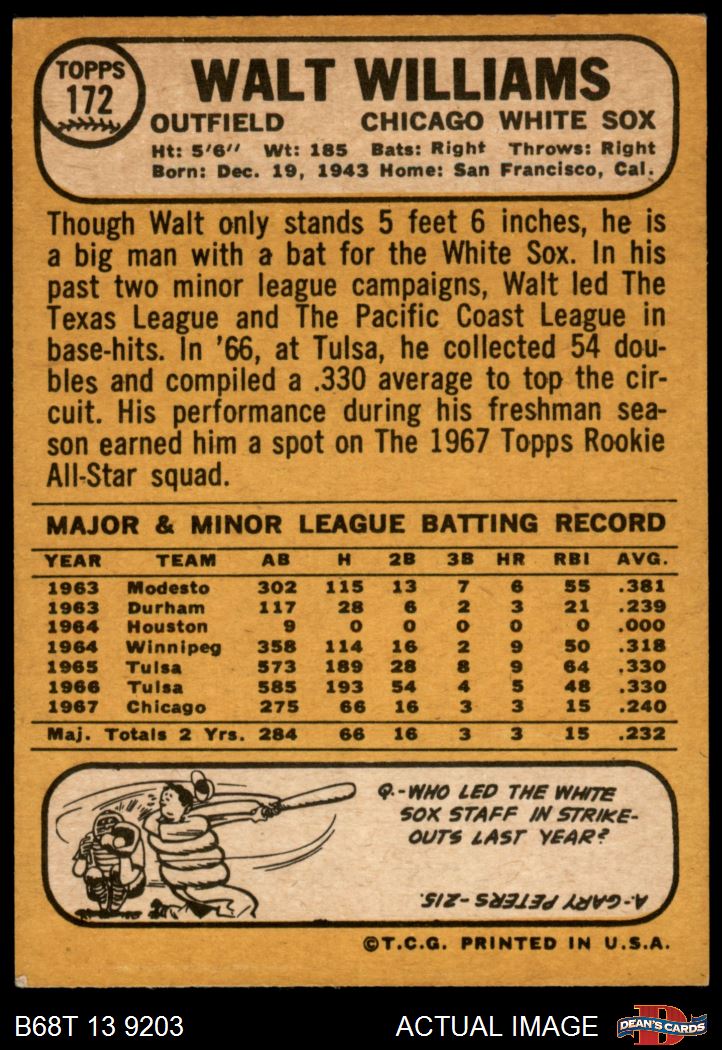 TOPPS
172
WALT WILLIAMS
OUTFIELD CHICAGO WHITE SOX
Ht: 5'6" Wt: 185 Bats: Right Throws: Right
Born: Dec. 19, 1943 Home: San Francisco, Cal.
Though Walt only stands 5 feet 6 inches, he is
a big man with a bat for the White Sox. In his
past two minor league campaigns, Walt led The
Texas League and The Pacific Coast League in
base-hits. In '66, at Tulsa, he collected 54 dou-
bles and compiled a .330 average to top the cir-
cuit. His performance during his freshman sea-
son earned him a spot on The 1967 Topps Rookie
All-Star squad.
MAJOR & MINOR LEAGUE BATTING RECORD
YEAR TEAM AB H 2B 3B HR RBI AVG.
1963 Modesto 302 115 13 7 6 55 .381
1963 Durham 117 28 6 2 3 21 .239
1964 Houston 9 0 0 0 0 0 .000
1964 Winnipeg 358 114 16 2 9 50 .318
1965 Tulsa 573 189 28 8 9 64 .330
1966 Tulsa 585 193 54 4 5 48 .330
1967 Chicago 275 66 16 3 3 15 .240
Maj. Totals 2 Yrs. 284 66 16 3 3 15 .232
Q.-WHO LED THE WHITE
SOX STAFF IN STRIKE-
OUTS LAST YEAR?
A-GARY PETERS-215.
©T.C.G. PRINTED IN U.S.A.
B68T 13 9203 ACTUAL IMAGE D DEAN'S CARDS